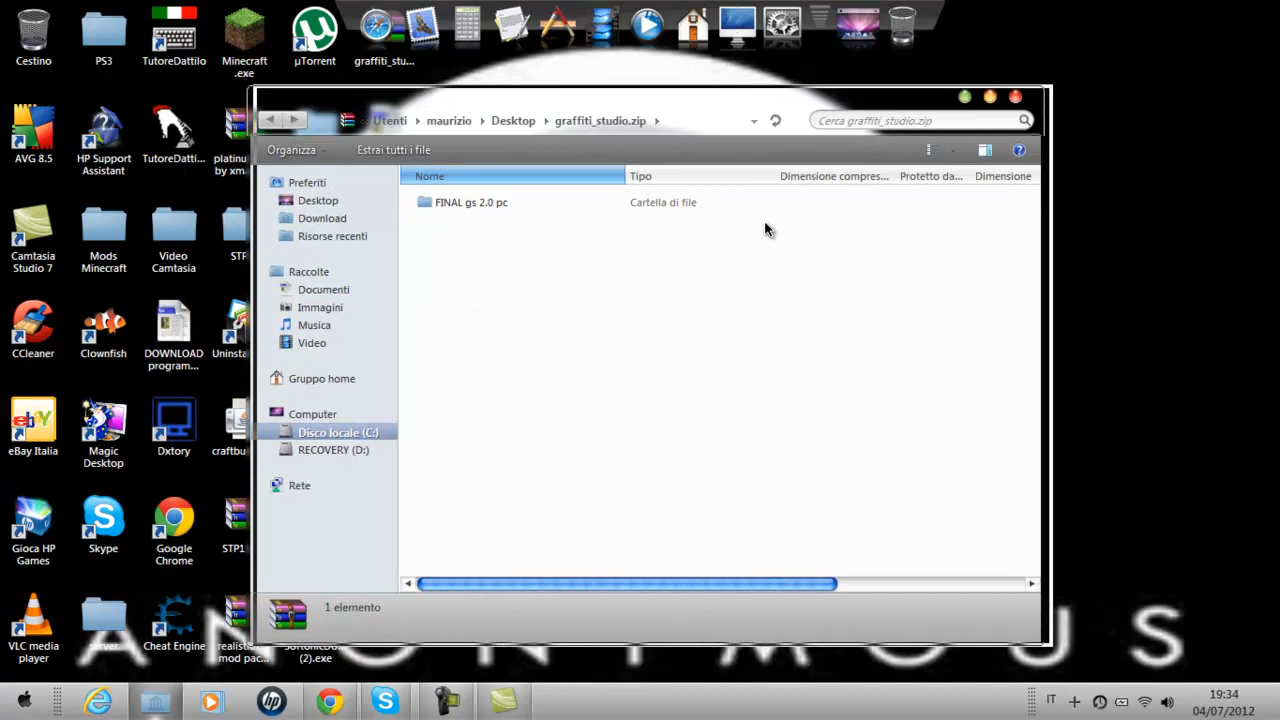 Cestino
PS3
TutoreDattilo
Minecraft
.exe
µTorrent
graffiti_stu...
AVG 8.5
HP Support
Assistant
TutoreDatti...
platinu
by xma
Camtasia
Studio 7
Mods
Minecraft
Video
Camtasia
STP
CCleaner
Clownfish
DOWNLOAD
program...
Uninsta
eBay Italia
Magic
Desktop
Dxtory
craftbu
Gioca HP
Games
Skype
Google
Chrome
STP1
VLC media
player
server
Cheat Engine
realistic
mod pac...
(2).exe
Utenti
maurizio
Desktop
graffiti_studio.zip
Cerca graffiti_studio.zip
Organizza
Estrai tutti i file
Nome
Tipo
Dimensione compres...
Protetto da...
Dimensione
FINAL gs 2.0 pc
Cartella di file
Preferiti
Desktop
Download
Risorse recenti
Raccolte
Documenti
Immagini
Musica
Video
Gruppo home
Computer
Disco locale (C:)
RECOVERY (D:)
Rete
1 elemento
ANONYMOUS
IT
19:34
04/07/2012